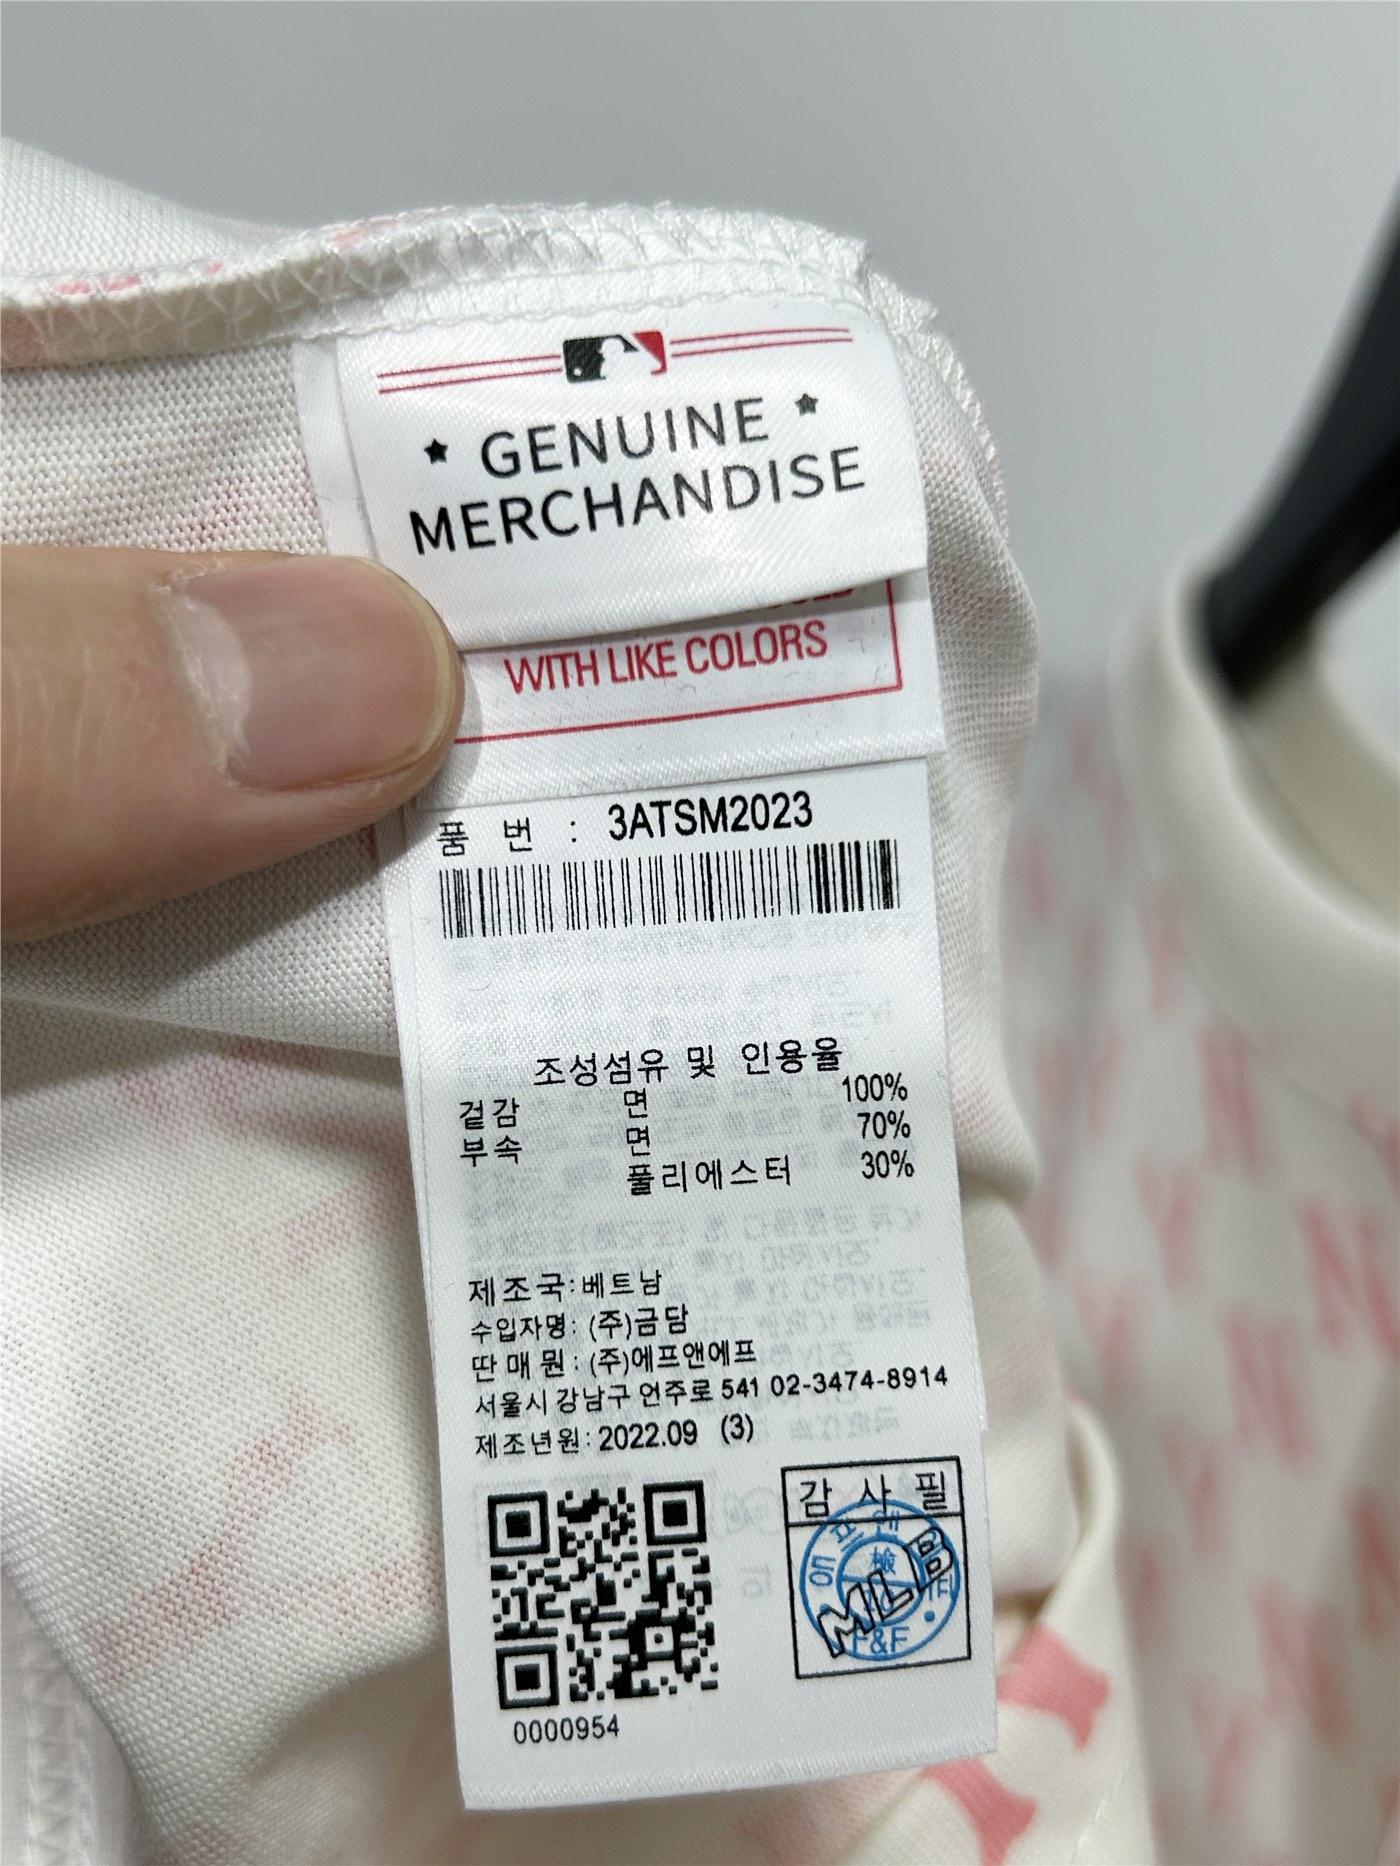 GENUINE
MERCHANDISE
WITH LIKE COLORS
품 번 : 3ATSM2023
조성섬유 및 인용율
겉감 면 100%
부속 면 70%
폴리에스터 30%
제조국: 베트남
수입자명: (주)금담
딴 매 뭔 : (주)에프앤에프
서울시 강남구 언주로 541 02-3474-8914
제조년원: 2022.09 (3)
감 사 필
MLB
F&F
0000954